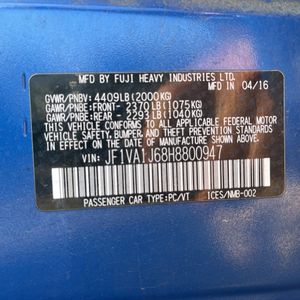 MFD BY FUJI HEAVY INDUSTRIES LTD.
MFD IN 04/16
GVWR/PNBV: 4409LB(2000KG)
GAWR/PNBE:FRONT- 2370LB(1075KG)
GAWR/PNBE:REAR - 2293LB(1040KG)
THIS VEHICLE CONFORMS TO ALL APPLICABLE FEDERAL MOTOR
VEHICLE SAFETY, BUMPER, AND THEFT PREVENTION STANDARDS
IN EFFECT ON THE DATE OF MANUFACTURE SHOWN ABOVE.
VIN: JF1VA1J68H8800947
PASSENGER CAR TYPE:PC/VT ICES/NMB-002